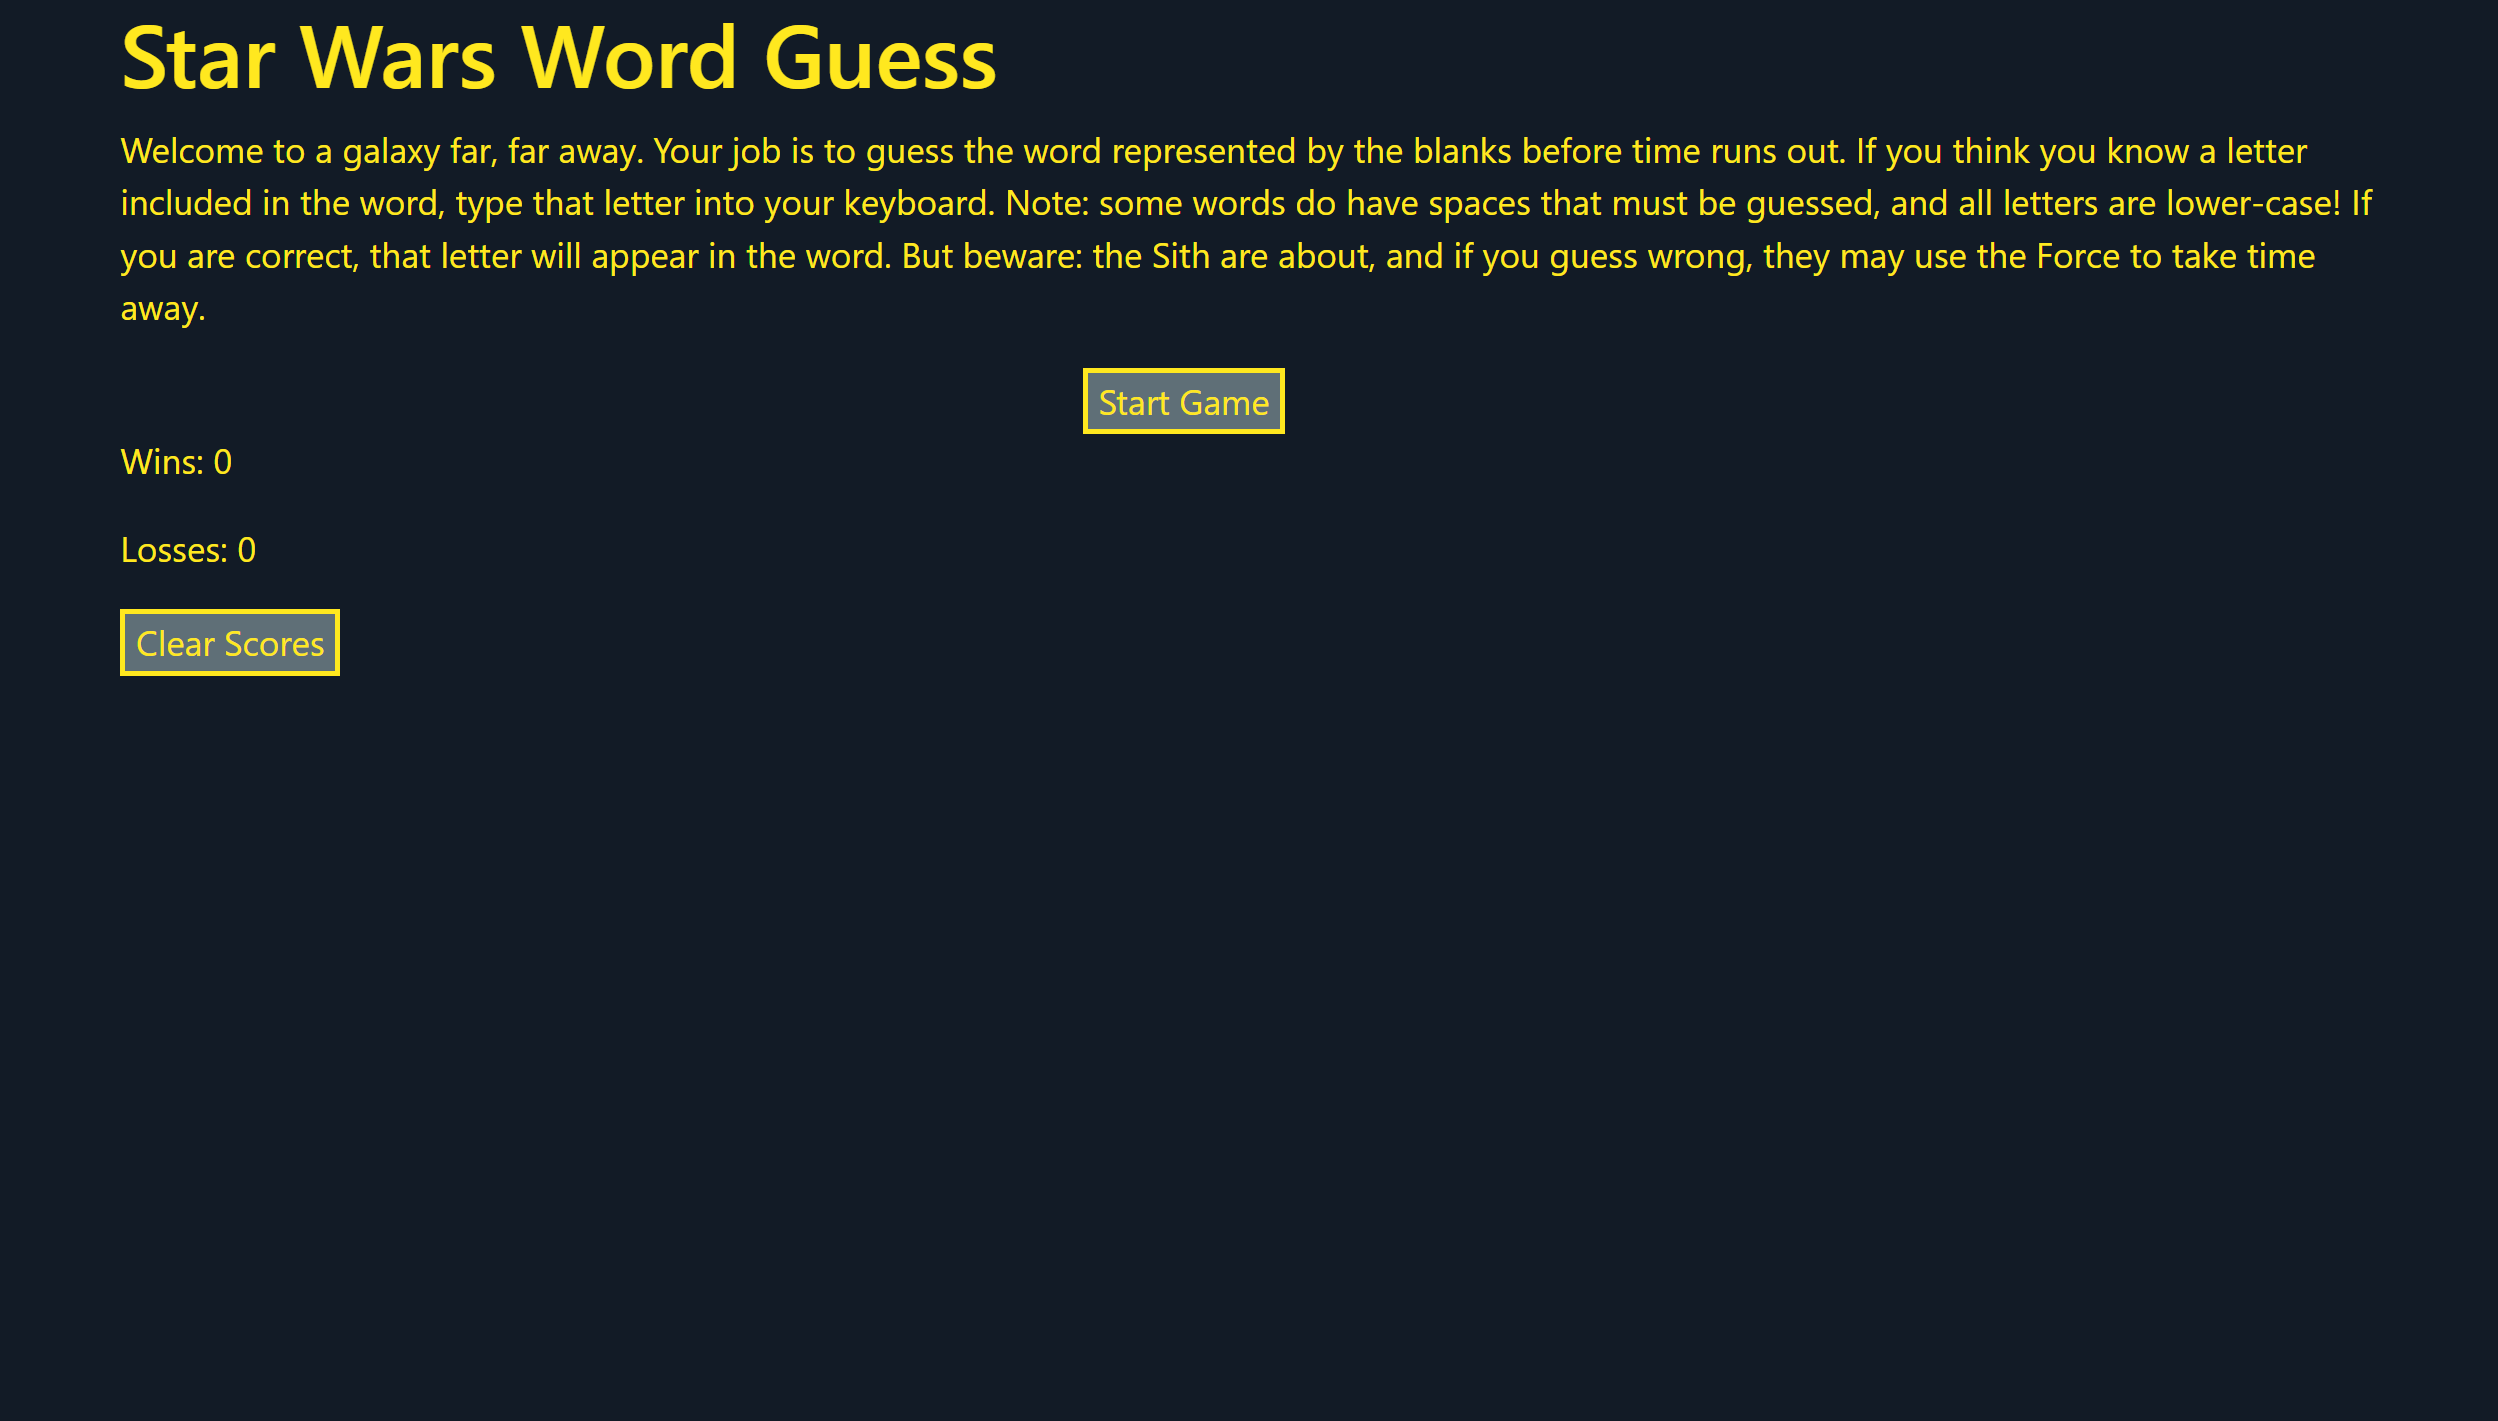 Star Wars Word Guess
Welcome to a galaxy far, far away. Your job is to guess the word represented by the blanks before time runs out. If you think you know a letter
included in the word, type that letter into your keyboard. Note: some words do have spaces that must be guessed, and all letters are lower-case! If
you are correct, that letter will appear in the word. But beware: the Sith are about, and if you guess wrong, they may use the Force to take time
away.
Start Game
Wins: 0
Losses: 0
Clear Scores